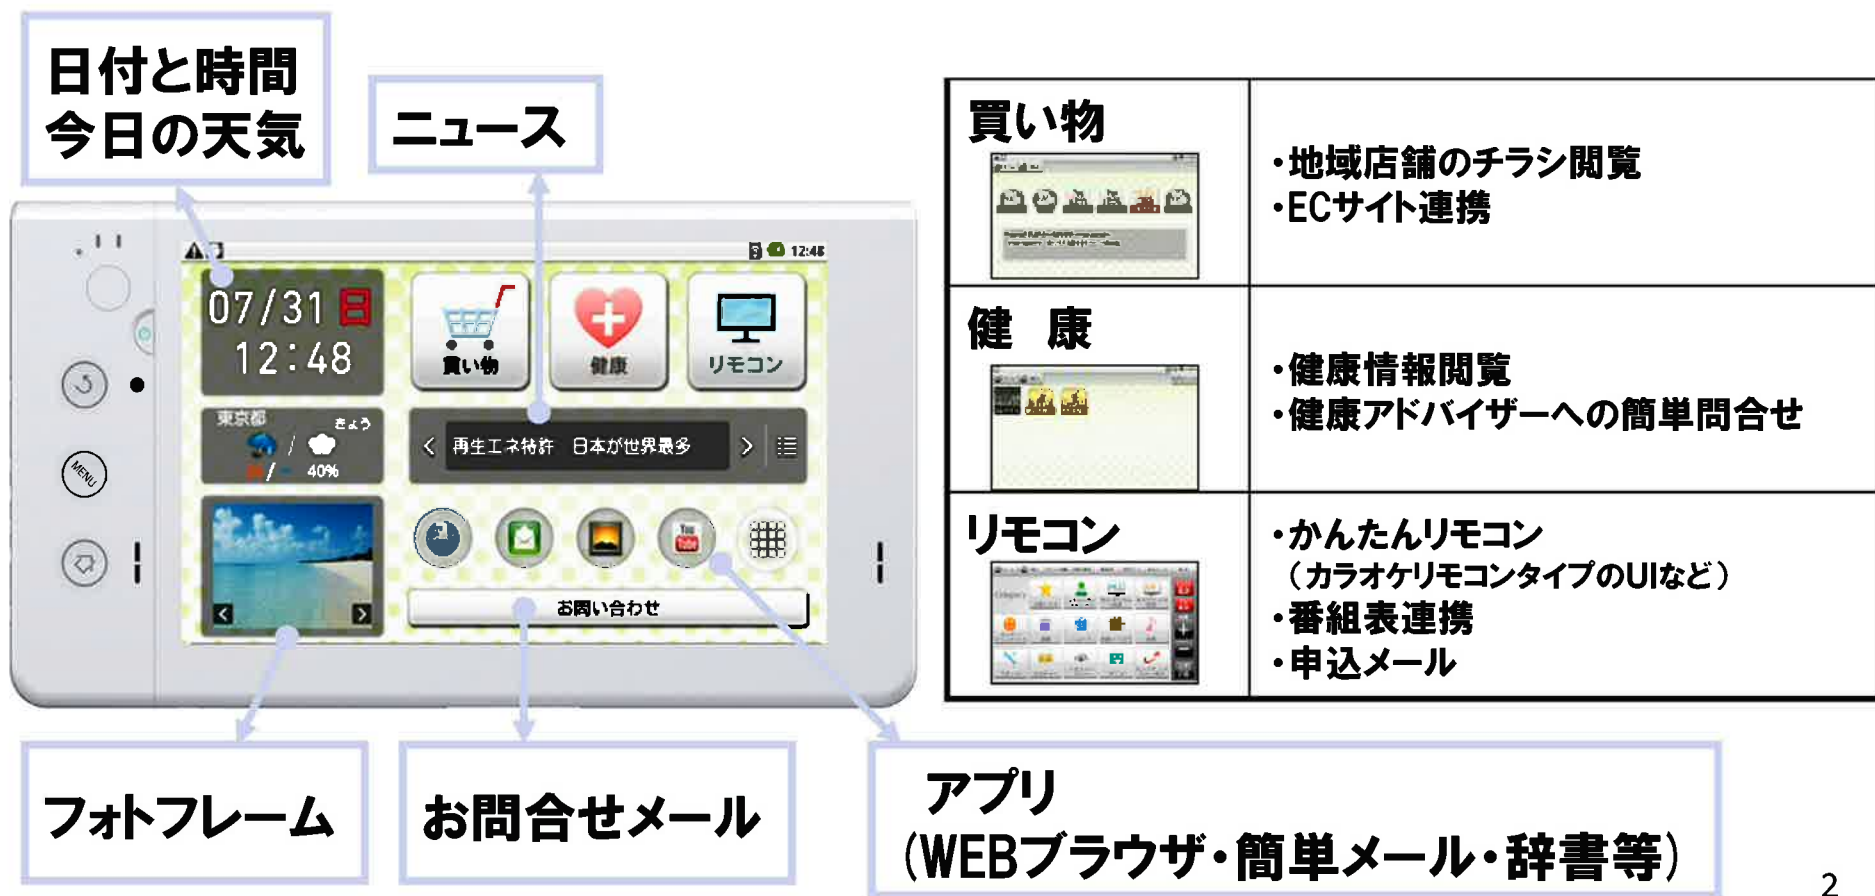 日付と時間
今日の天気
ニュース
12:48
07/31 日
12:48
買い物
健康
リモコン
東京都
きょう
40%
再生エネ特許 日本が世界最多
MENU
You
Tube
お問い合わせ
フォトフレーム
お問合せメール
アプリ
(WEBブラウザ・簡単メール・辞書等)
買い物
・地域店舗のチラシ閲覧
・ECサイト連携
健 康
・健康情報閲覧
・健康アドバイザーへの簡単問合せ
リモコン
・かんたんリモコン
(カラオケリモコンタイプのUIなど)
・番組表連携
・申込メール
2